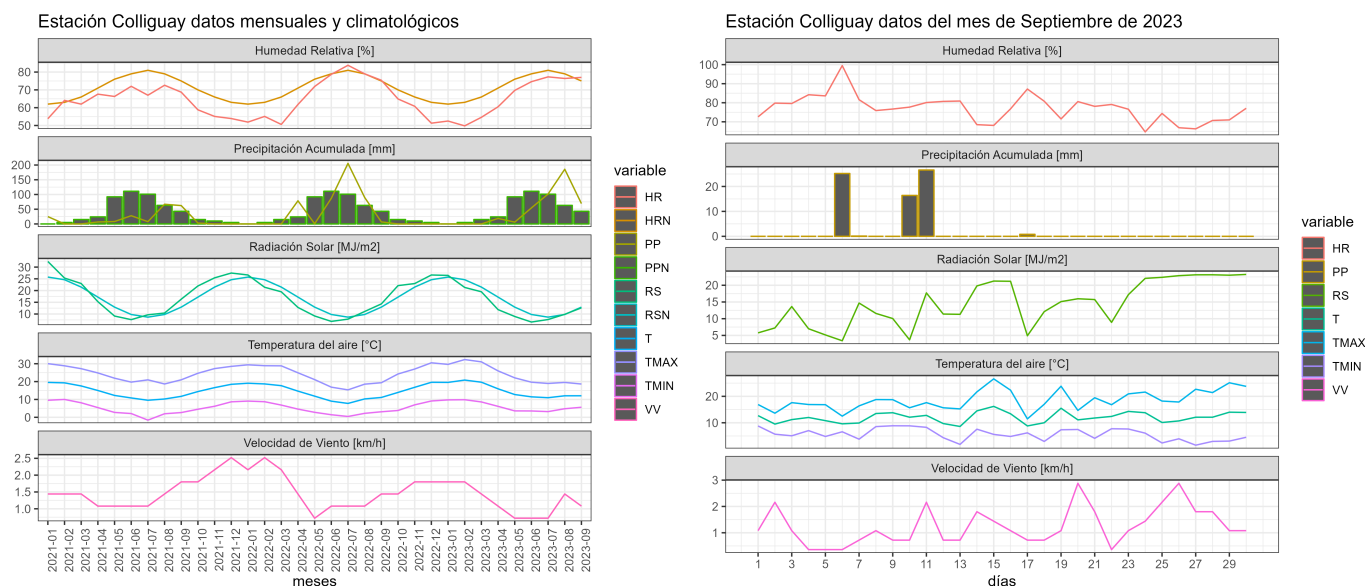 Estación Colliguay datos mensuales y climatológicos
Humedad Relativa [%]
80
70
60
50
Precipitación Acumulada [mm]
200
150
100
50
0
Radiación Solar [MJ/m2]
30
25
20
15
10
Temperatura del aire [°C]
30
20
10
0
Velocidad de Viento [km/h]
2.5
2.0
1.5
1.0
2021-01
2021-02
2021-03
2021-04
2021-05
2021-06
2021-07
2021-08
2021-09
2021-10
2021-11
2021-12
2022-01
2022-02
2022-03
2022-04
2022-05
2022-06
2022-07
2022-08
2022-09
2022-10
2022-11
2022-12
2023-01
2023-02
2023-03
2023-04
2023-05
2023-06
2023-07
2023-08
2023-09
meses
variable
HR
HRN
PP
PPN
RS
RSN
T
TMAX
TMIN
VV
Estación Colliguay datos del mes de Septiembre de 2023
Humedad Relativa [%]
100
90
80
70
Precipitación Acumulada [mm]
20
10
0
Radiación Solar [MJ/m2]
20
15
10
5
Temperatura del aire [°C]
20
10
Velocidad de Viento [km/h]
3
2
1
1 3 5 7 9 11 13 15 17 19 21 23 25 27 29
días
variable
HR
PP
RS
T
TMAX
TMIN
VV